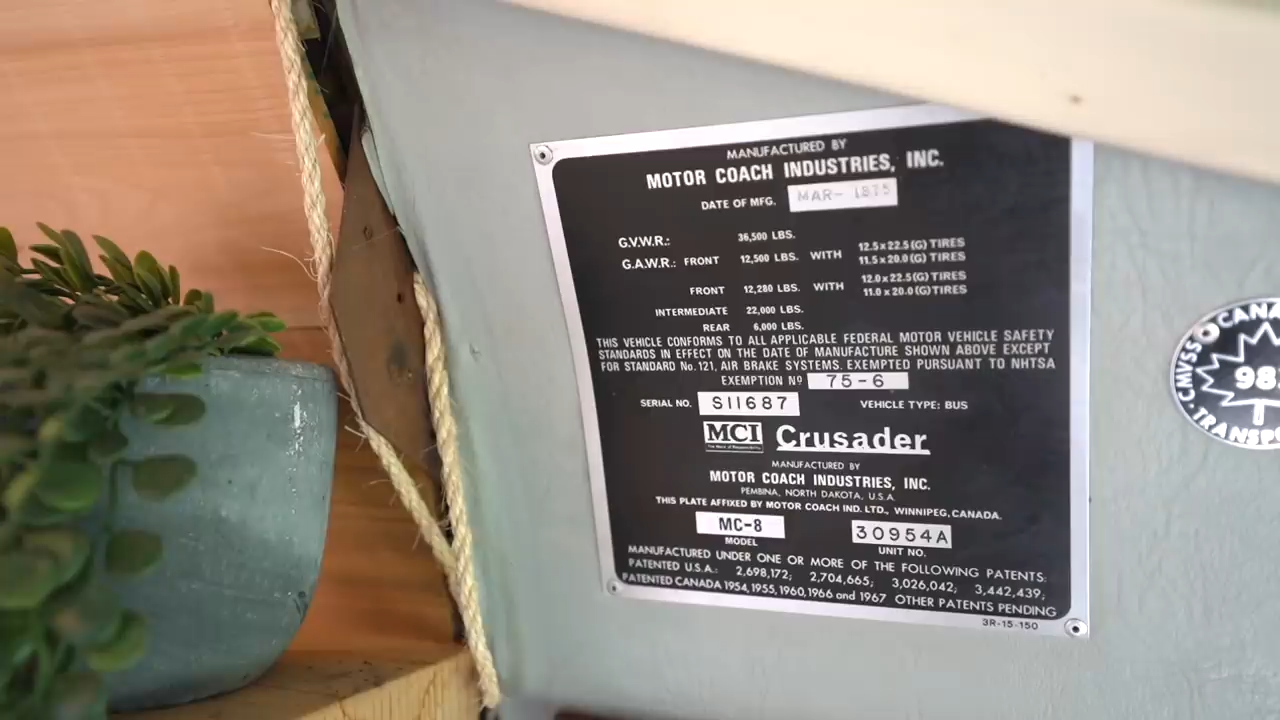 MANUFACTURED BY
MOTOR COACH INDUSTRIES, INC.
DATE OF MFG. MAR-
G.V.W.R.: 36,500 LBS.
G.A.W.R.: FRONT 12,500 LBS. WITH 12.5x22.5(G) TIRES
11.5x20.0(G) TIRES
FRONT 12,280 LBS. WITH 12.0x22.5(G) TIRES
11.0x20.0(G) TIRES
INTERMEDIATE 22,000 LBS.
REAR 6,000 LBS.
THIS VEHICLE CONFORMS TO ALL APPLICABLE FEDERAL MOTOR VEHICLE SAFETY
STANDARDS IN EFFECT ON THE DATE OF MANUFACTURE SHOWN ABOVE EXCEPT
FOR STANDARD No.121, AIR BRAKE SYSTEMS. EXEMPTED PURSUANT TO NHTSA
EXEMPTION Nº 75-6
SERIAL NO. S11687 VEHICLE TYPE: BUS
MCI Crusader
MANUFACTURED BY
MOTOR COACH INDUSTRIES, INC.
PEMBINA, NORTH DAKOTA, U.S.A.
THIS PLATE AFFIXED BY MOTOR COACH IND. LTD., WINNIPEG, CANADA.
MC-8 30954A
MODEL UNIT NO.
MANUFACTURED UNDER ONE OR MORE OF THE FOLLOWING PATENTS:
PATENTED U.S.A.: 2,698,172; 2,704,665; 3,026,042; 3,442,439;
PATENTED CANADA 1954, 1955, 1960, 1966 and 1967 OTHER PATENTS PENDING
3R-15-150
CANA
CMVSS
98
TRANSPO